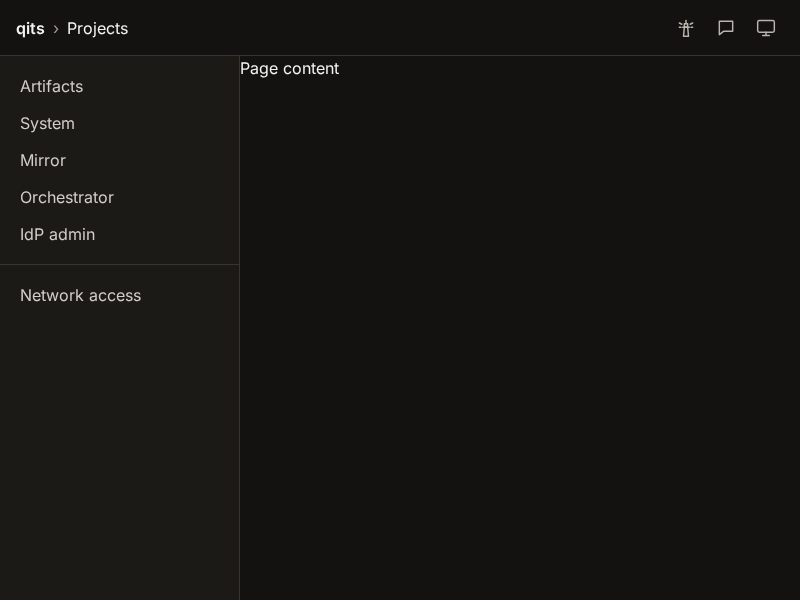 qits › Projects
Artifacts
System
Mirror
Orchestrator
IdP admin
Network access
Page content